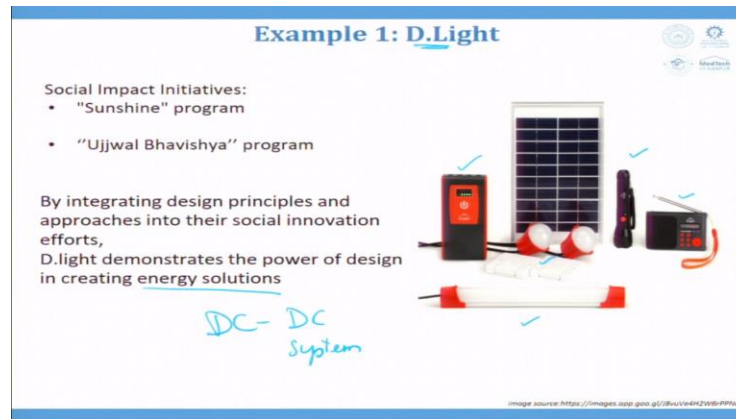 Example 1: D.Light
MedTech
Social Impact Initiatives:
• "Sunshine" program
• ‘’Ujjwal Bhavishya’’ program
By integrating design principles and
approaches into their social innovation
efforts,
D.light demonstrates the power of design
in creating energy solutions
DC - DC
System